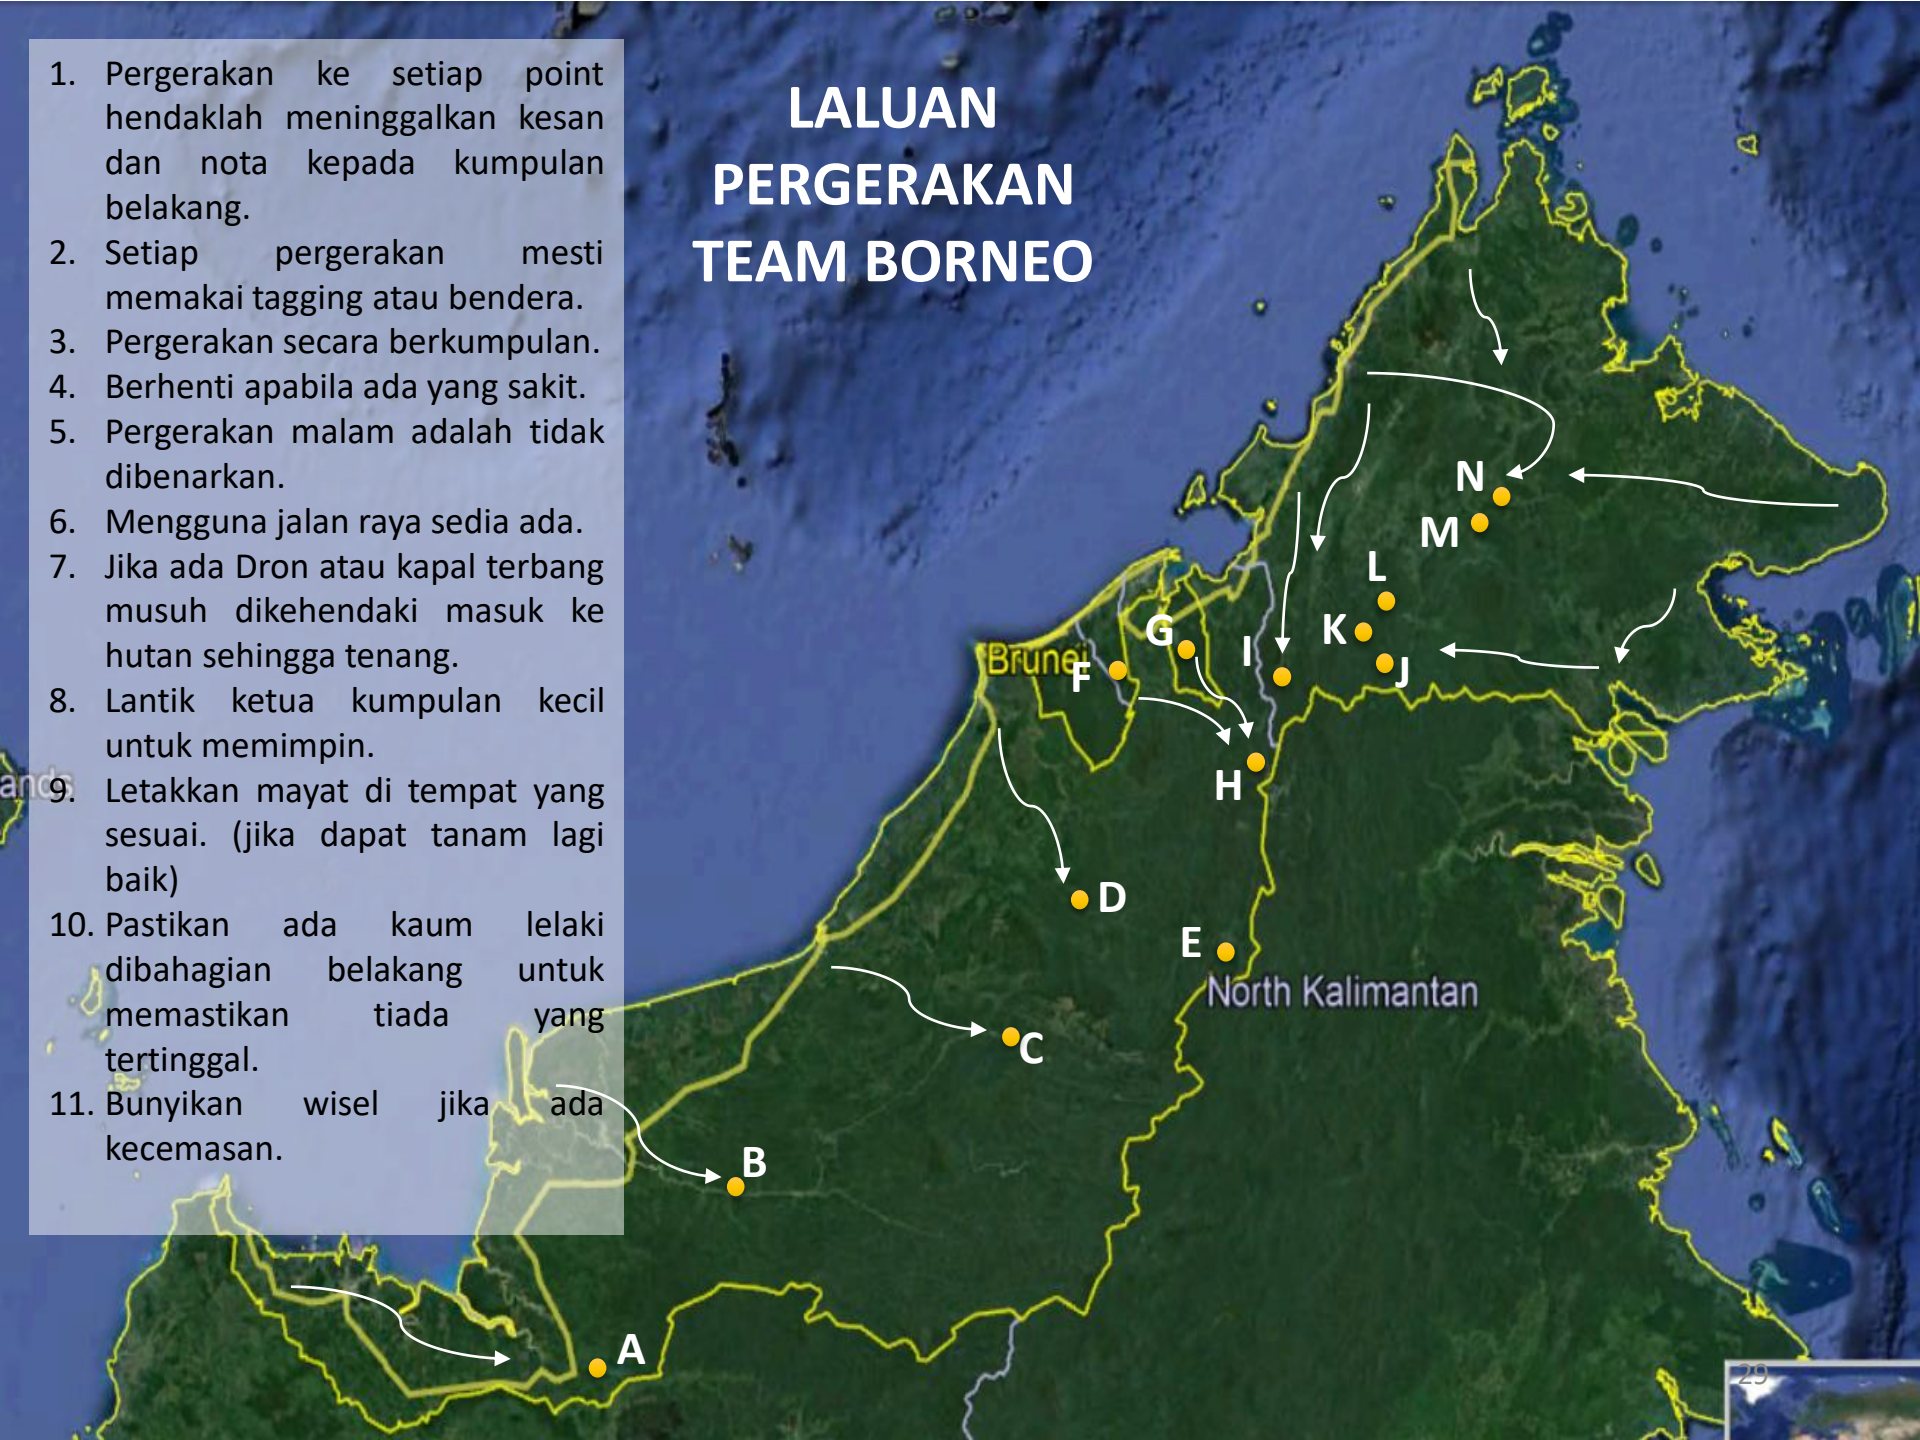 LALUAN
PERGERAKAN
TEAM BORNEO
1. Pergerakan ke setiap point
hendaklah meninggalkan kesan
dan nota kepada kumpulan
belakang.
2. Setiap pergerakan mesti
memakai tagging atau bendera.
3. Pergerakan secara berkumpulan.
4. Berhenti apabila ada yang sakit.
5. Pergerakan malam adalah tidak
dibenarkan.
6. Mengguna jalan raya sedia ada.
7. Jika ada Dron atau kapal terbang
musuh dikehendaki masuk ke
hutan sehingga tenang.
8. Lantik ketua kumpulan kecil
untuk memimpin.
9. Letakkan mayat di tempat yang
sesuai. (jika dapat tanam lagi
baik)
10. Pastikan ada kaum lelaki
dibahagian belakang untuk
memastikan tiada yang
tertinggal.
11. Bunyikan wisel jika ada
kecemasan.
N
M
L
K
J
I
G
Brunei
F
H
D
E
North Kalimantan
C
B
A
29